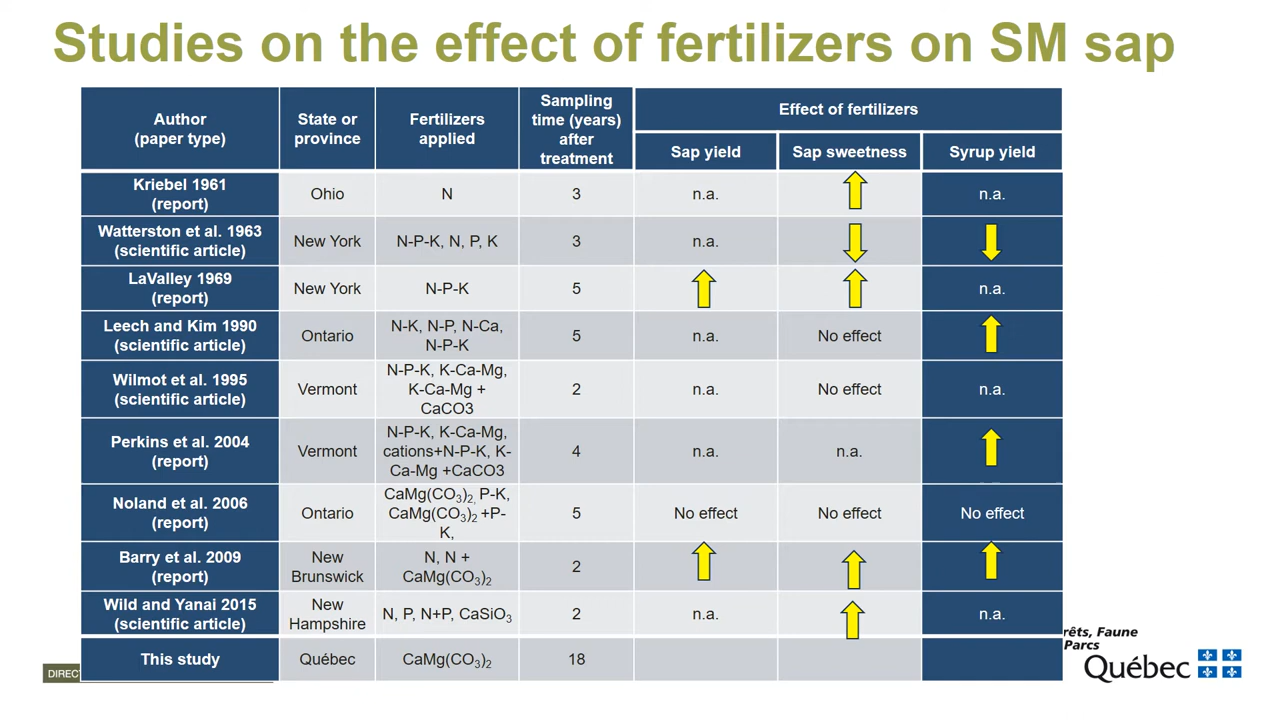 Studies on the effect of fertilizers on SM sap
Author
(paper type)
State or
province
Fertilizers
applied
Sampling
time (years)
after
treatment
Effect of fertilizers
Sap yield
Sap sweetness
Syrup yield
Kriebel 1961
(report)
Ohio
N
3
n.a.
n.a.
Watterston et al. 1963
(scientific article)
New York
N-P-K, N, P, K
3
n.a.
LaValley 1969
(report)
New York
N-P-K
5
n.a.
Leech and Kim 1990
(scientific article)
Ontario
N-K, N-P, N-Ca,
N-P-K
5
n.a.
No effect
Wilmot et al. 1995
(scientific article)
Vermont
N-P-K, K-Ca-Mg,
K-Ca-Mg +
CaCO3
2
n.a.
No effect
n.a.
Perkins et al. 2004
(report)
Vermont
N-P-K, K-Ca-Mg,
cations+N-P-K, K-
Ca-Mg +CaCO3
4
n.a.
n.a.
Noland et al. 2006
(report)
Ontario
CaMg(CO₃)₂, P-K,
CaMg(CO₃)₂ +P-
K,
5
No effect
No effect
No effect
Barry et al. 2009
(report)
New
Brunswick
N, N +
CaMg(CO₃)₂
2
Wild and Yanai 2015
(scientific article)
New
Hampshire
N, P, N+P, CaSiO₃
2
n.a.
n.a.
This study
Québec
CaMg(CO₃)₂
18
DIRECT
rêts, Faune
Parcs
Québec